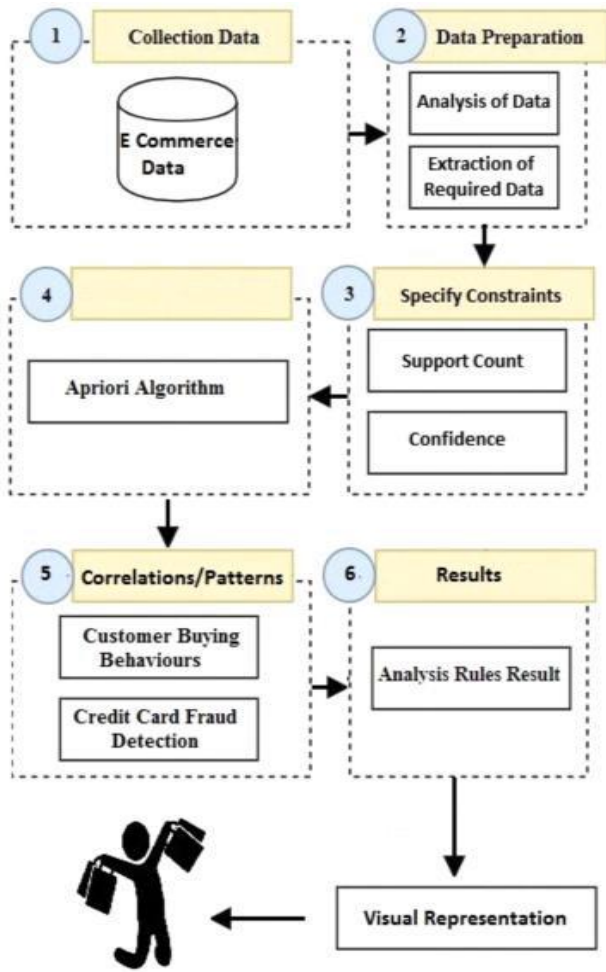 1
Collection Data
E Commerce
Data
2
Data Preparation
Analysis of Data
Extraction of
Required Data
3
Specify Constraints
Support Count
Confidence
4
Apriori Algorithm
5
Correlations/Patterns
Customer Buying
Behaviours
Credit Card Fraud
Detection
6
Results
Analysis Rules Result
Visual Representation